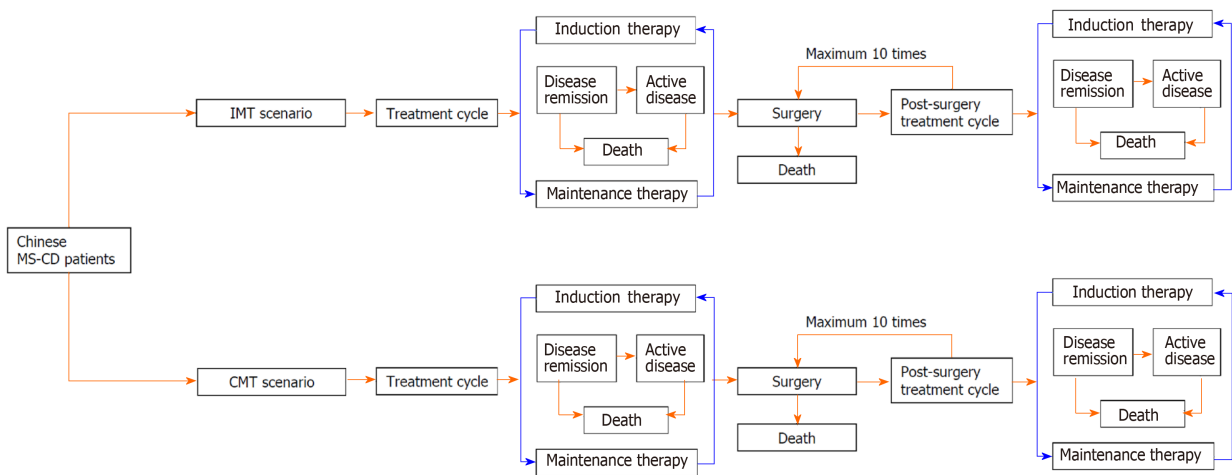 Induction therapy
Induction therapy
Maximum 10 times
Disease
remission
Active
disease
Disease
remission
Active
disease
IMT scenario
Treatment cycle
Surgery
Post-surgery
treatment cycle
Death
Death
Death
Maintenance therapy
Maintenance therapy
Chinese
MS-CD patients
Induction therapy
Induction therapy
Maximum 10 times
Disease
remission
Active
disease
Disease
remission
Active
disease
CMT scenario
Treatment cycle
Surgery
Post-surgery
treatment cycle
Death
Death
Death
Maintenance therapy
Maintenance therapy